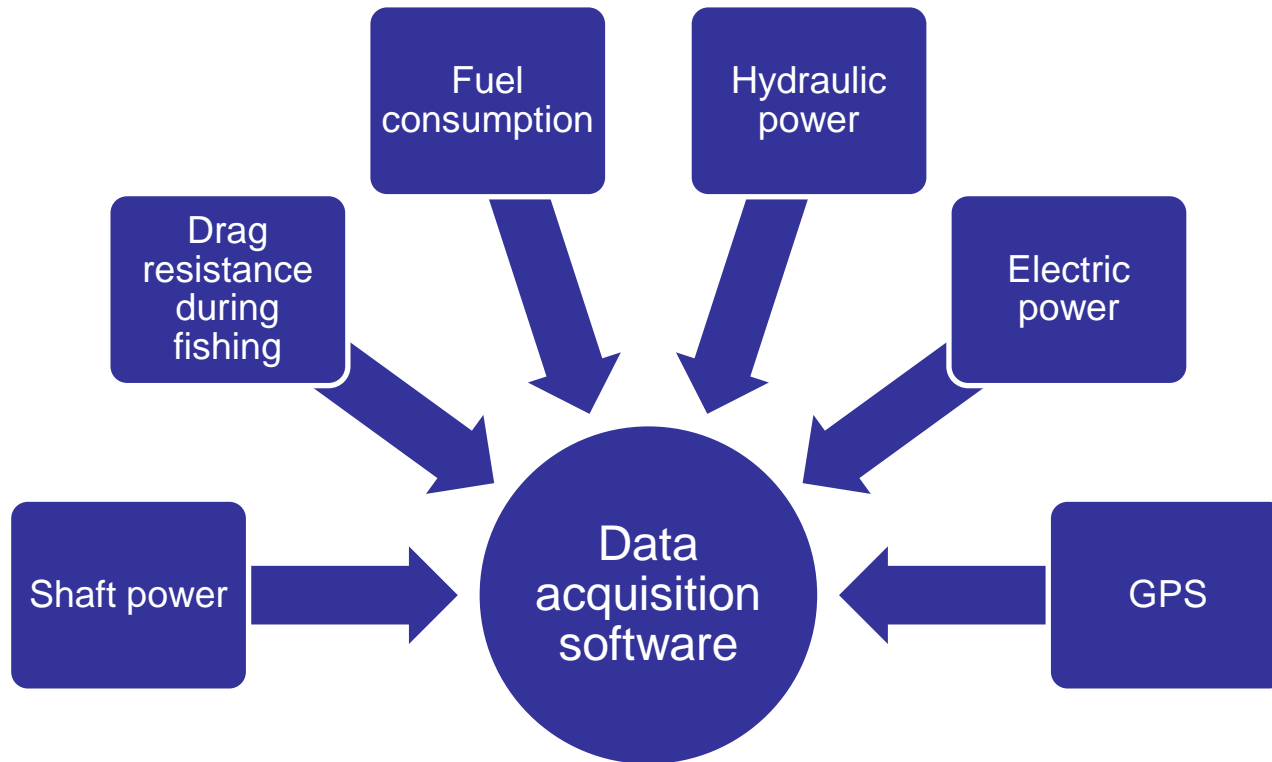 Fuel
consumption
Hydraulic
power
Drag
resistance
during
fishing
Electric
power
Shaft power
Data
acquisition
software
GPS